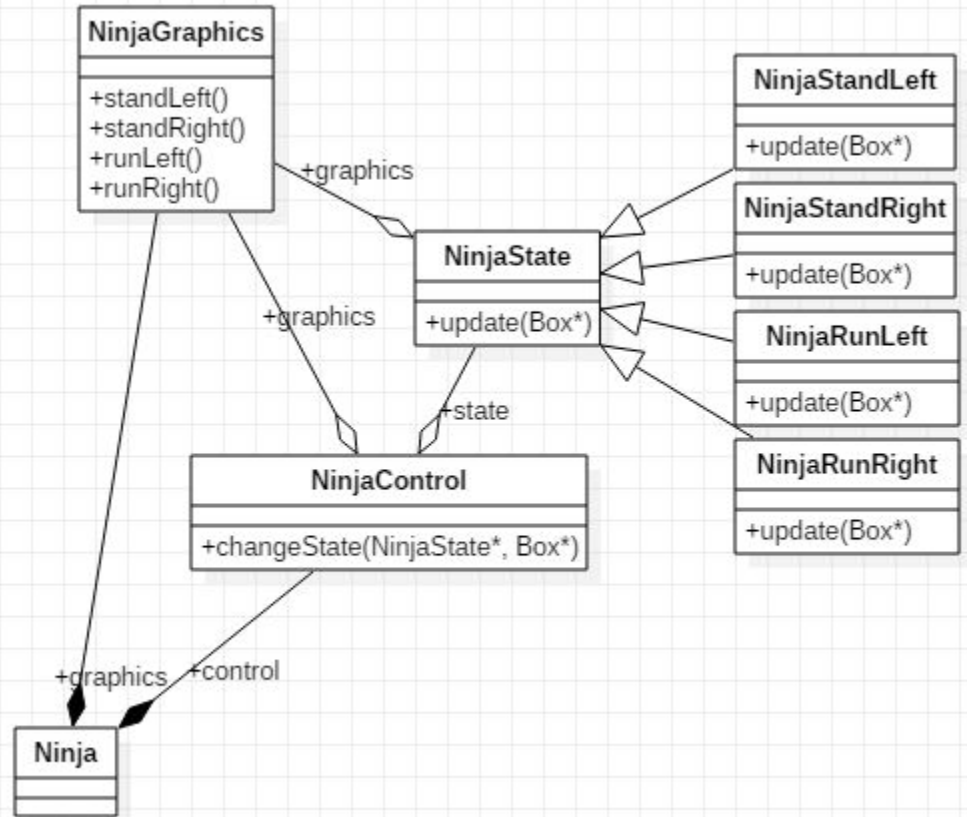 NinjaGraphics
+standLeft()
+standRight()
+runLeft()
+runRight()
+graphics
+graphics
NinjaState
+update(Box*)
+state
NinjaStandLeft
+update(Box*)
NinjaStandRight
+update(Box*)
NinjaRunLeft
+update(Box*)
NinjaRunRight
+update(Box*)
NinjaControl
+changeState(NinjaState*, Box*)
+graphics
+control
Ninja